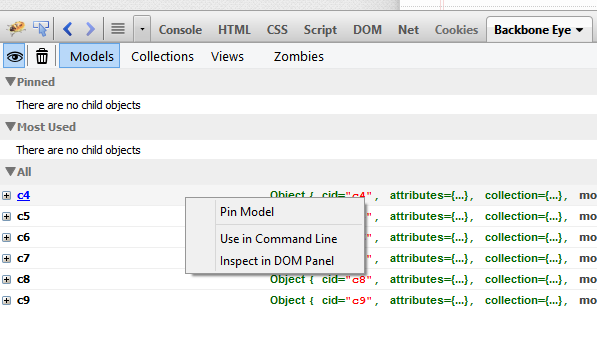 Console HTML CSS Script DOM Net Cookies Backbone Eye
Models Collections Views Zombies
Pinned
There are no child objects
Most Used
There are no child objects
All
c4 Object { cid="c4", attributes={...}, collection={...}, mo
c5 ", attributes={...}, collection={...}, mo
Pin Model
c6 ", attributes={...}, collection={...}, mo
Use in Command Line
c7 ", attributes={...}, collection={...}, mo
Inspect in DOM Panel
c8 Object { cid="c8", attributes={...}, collection={...}, mo
c9 Object { cid="c9", attributes={...}, collection={...}, mo